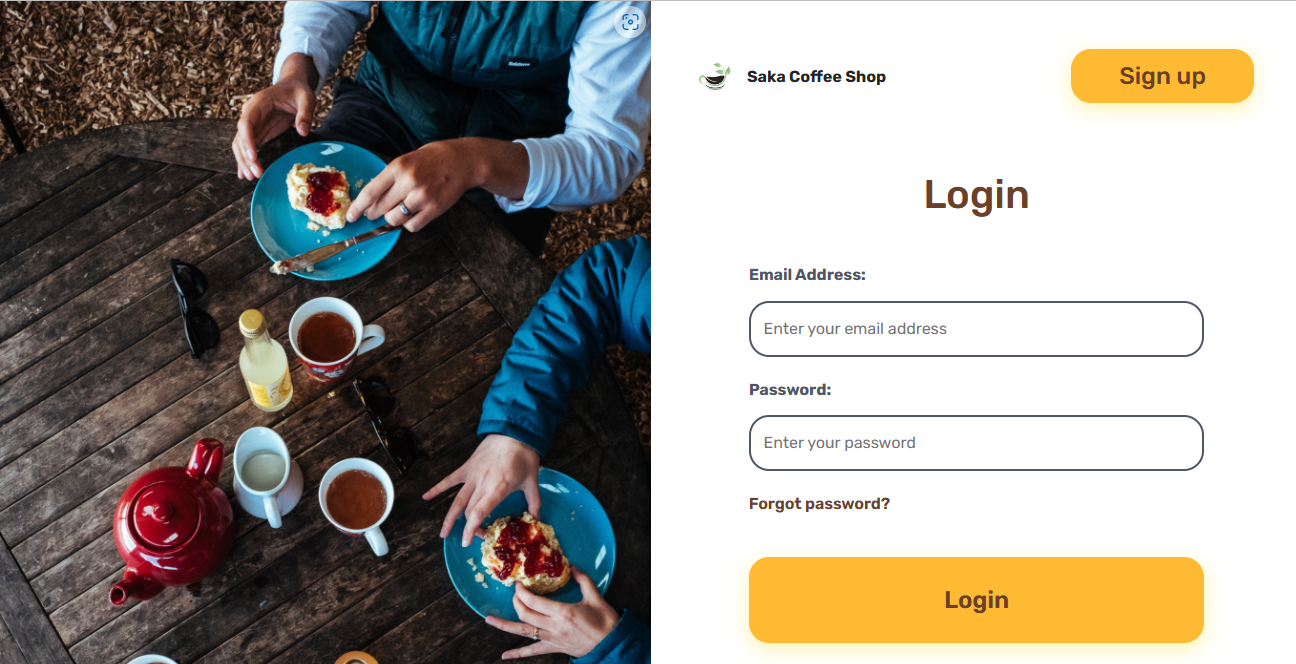 Saka Coffee Shop
Sign up
Login
Email Address:
Enter your email address
Password:
Enter your password
Forgot password?
Login